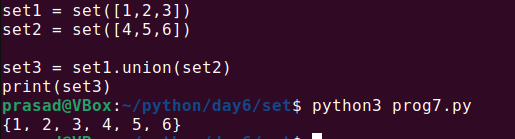 set1 = set([1,2,3])
set2 = set([4,5,6])
set3 = set1.union(set2)
print(set3)
prasad@VBox:~/python/day6/set$ python3 prog7.py
{1, 2, 3, 4, 5, 6}